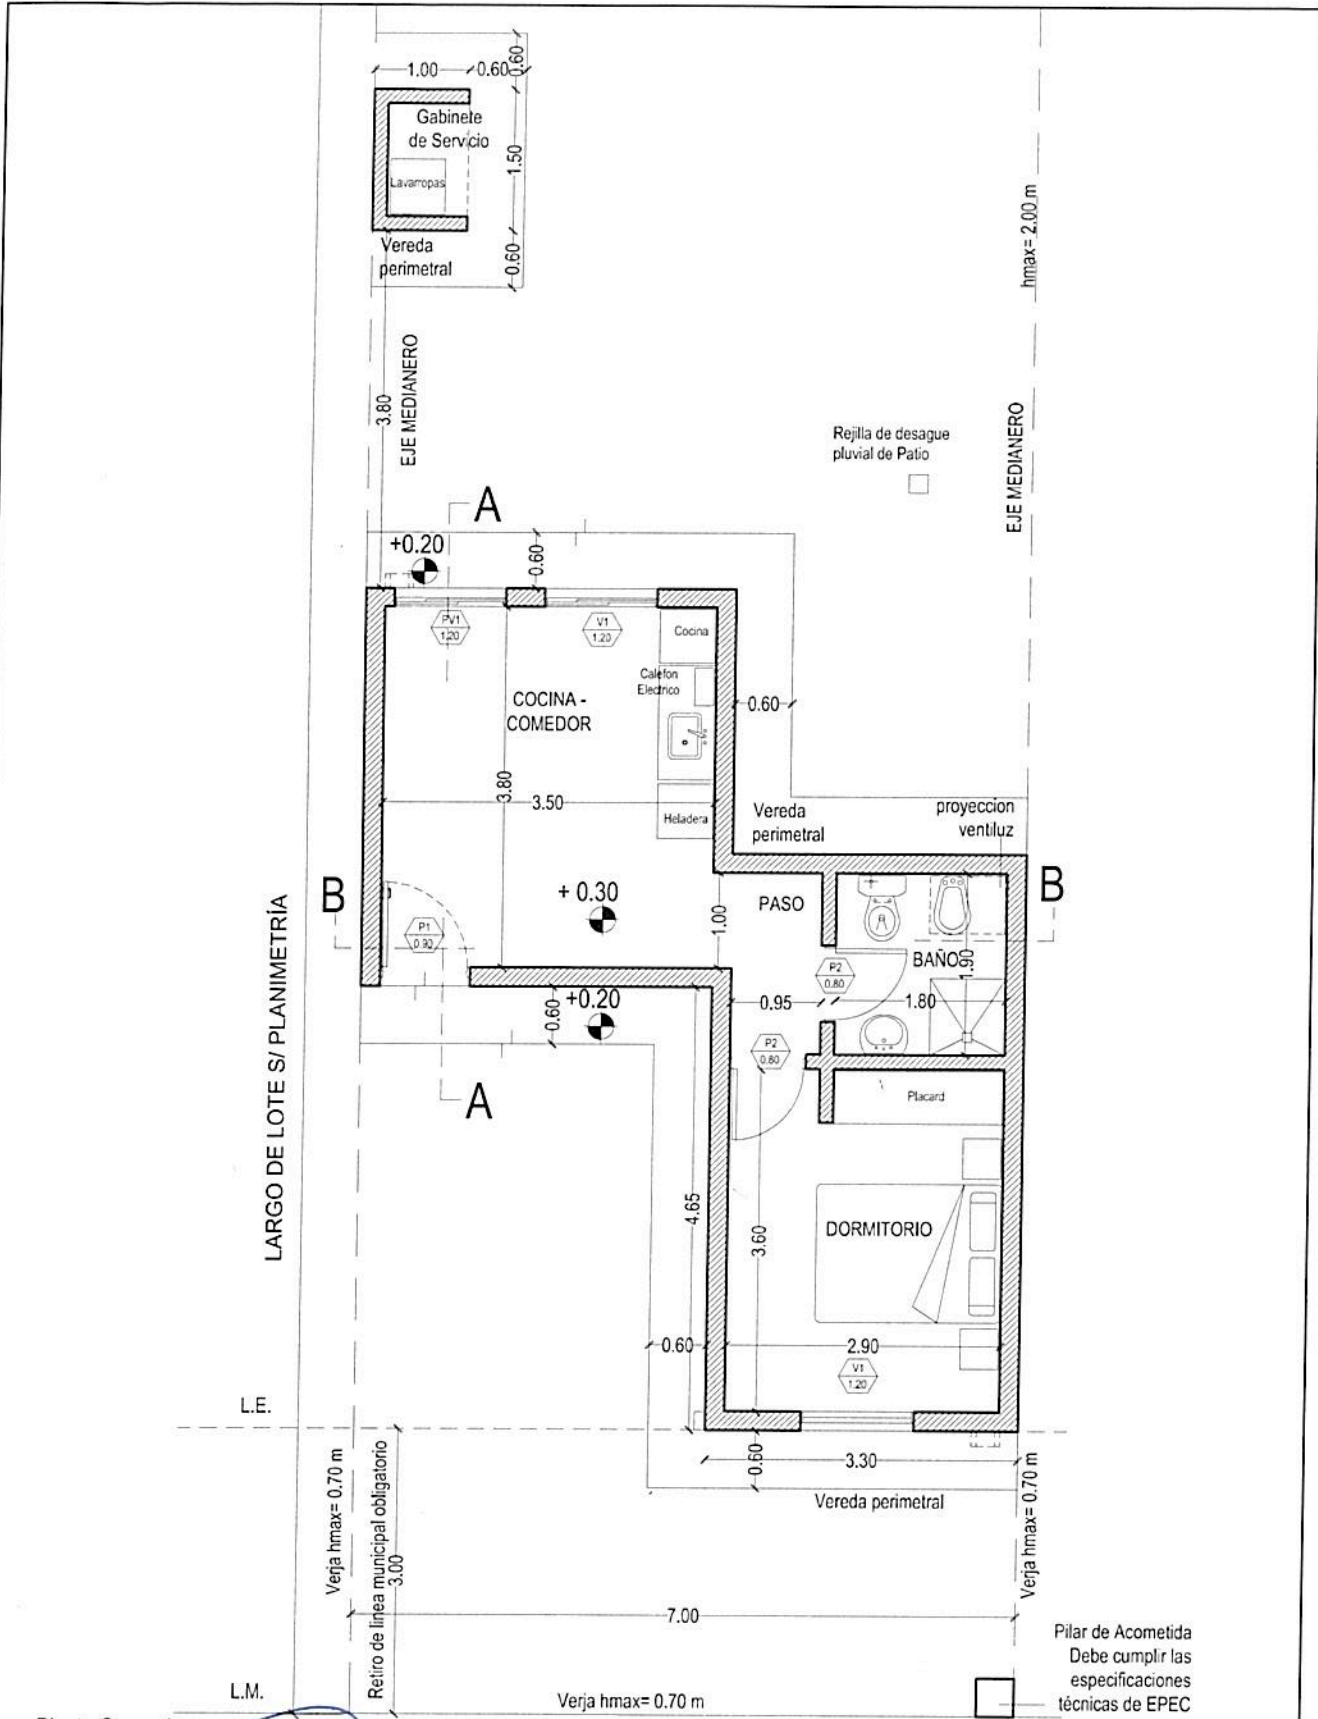 0.60
1.00
0.60
Gabinete
de Servicio
1.50
Lavarropas
Vereda
perimetral
0.60
hmax= 2.00 m
3.80
EJE MEDIANERO
Rejilla de desague
pluvial de Patio
EJE MEDIANERO
A
+0.20
0.60
PV1
1.20
V1
1.20
Cocina
Calefon
Electrico
COCINA -
COMEDOR
0.60
3.80
3.50
Heladera
Vereda
perimetral
proyeccion
ventiluz
B
+ 0.30
PASO
B
P1
0.90
1.00
BAÑO
1.90
P2
0.80
0.95
1.80
+0.20
0.60
P2
0.80
LARGO DE LOTE S/ PLANIMETRÍA
A
Placard
4.65
3.60
DORMITORIO
0.60
2.90
V1
1.20
L.E.
0.60
3.30
Vereda perimetral
Verja hmax= 0.70 m
Retiro de linea municipal obligatorio
3.00
Verja hmax= 0.70 m
7.00
Pilar de Acometida
Debe cumplir las
especificaciones
técnicas de EPEC
L.M.
Verja hmax= 0.70 m